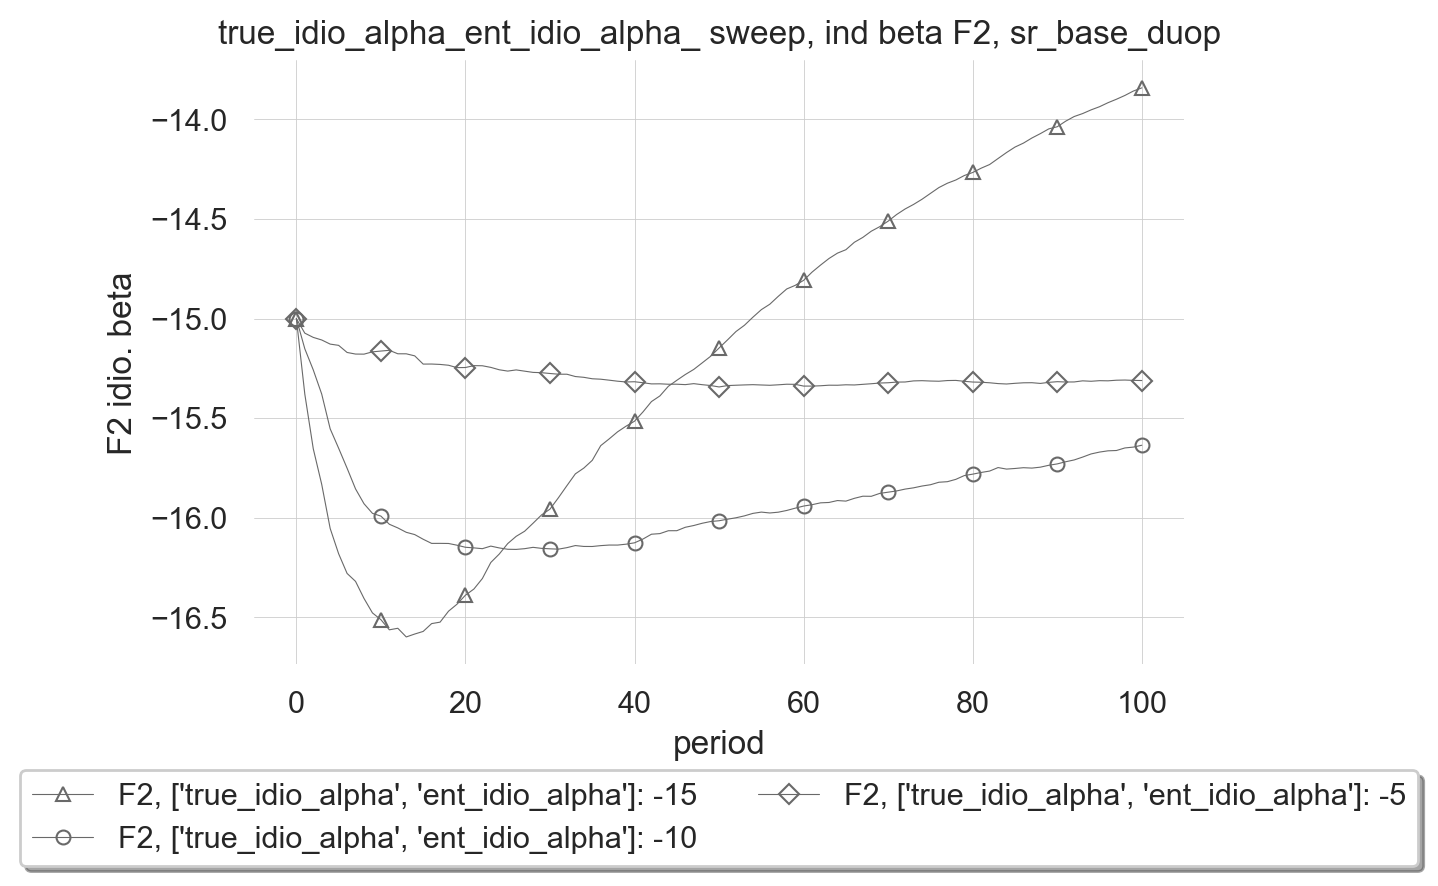 true_idio_alpha_ent_idio_alpha_ sweep, ind beta F2, sr_base_duop
−14.0
−14.5
−15.0
−15.5
−16.0
−16.5
F2 idio. beta
0 20 40 60 80 100
period
F2, ['true_idio_alpha', 'ent_idio_alpha']: -15
F2, ['true_idio_alpha', 'ent_idio_alpha']: -10
F2, ['true_idio_alpha', 'ent_idio_alpha']: -5